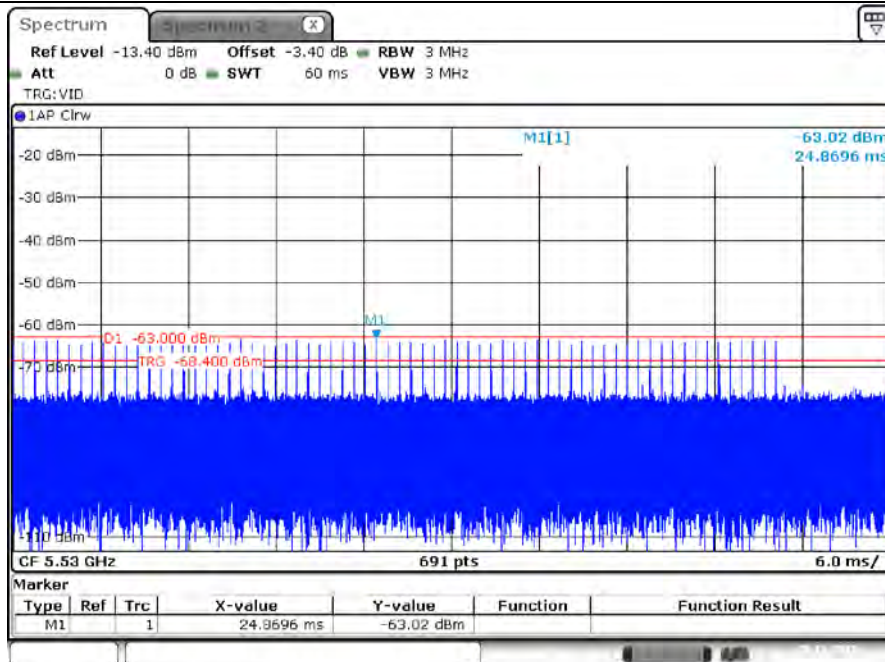 Spectrum Spectrum 2 X
Ref Level -13.40 dBm Offset -3.40 dB RBW 3 MHz
Att 0 dB SWT 60 ms VBW 3 MHz
TRG:VID
1AP Clrw
M1[1] -63.02 dBm
24.8696 ms
-20 dBm
-30 dBm
-40 dBm
-50 dBm
-60 dBm
M1
D1 -63.000 dBm
TRG -68.400 dBm
-70 dBm
-110 dBm
CF 5.53 GHz 691 pts 6.0 ms/
Marker
Type Ref Trc X-value Y-value Function Function Result
M1 1 24.8696 ms -63.02 dBm